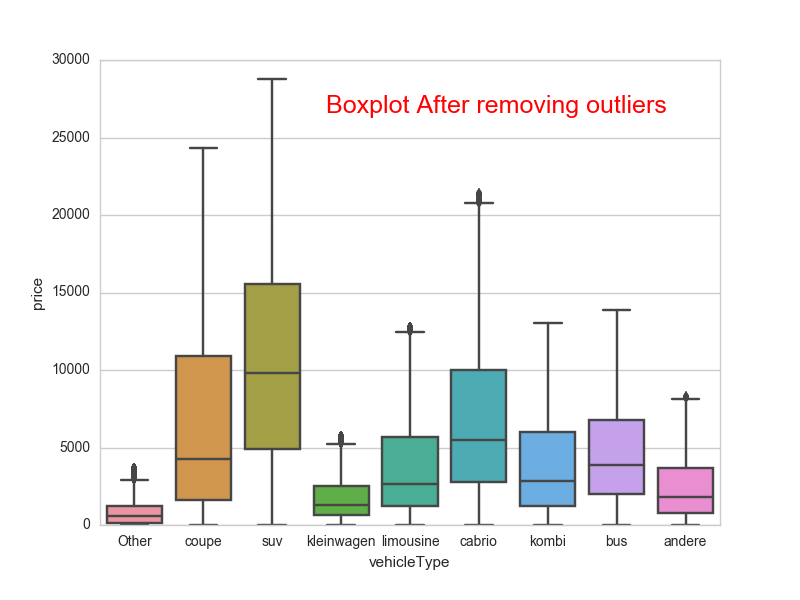 Boxplot After removing outliers
30000
25000
20000
15000
10000
5000
0
price
Other coupe suv kleinwagen limousine cabrio kombi bus andere
vehicleType